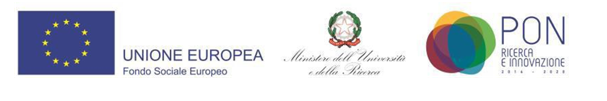 UNIONE EUROPEA
Fondo Sociale Europeo
Ministero dell'Università
e della Ricerca
PON
RICERCA
E INNOVAZIONE
2014 - 2020